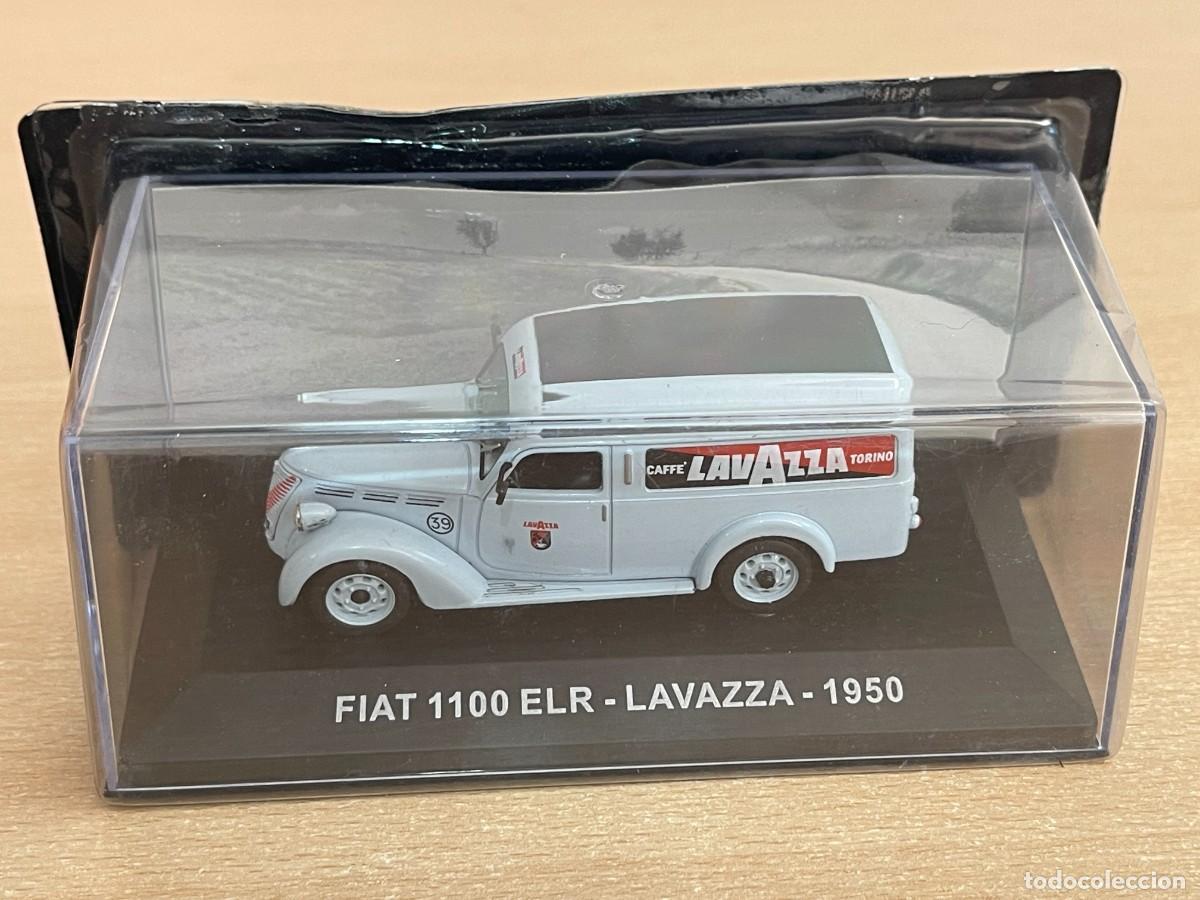 CAFFE' LAVAZZA TORINO
39
LAVAZZA
FIAT 1100 ELR - LAVAZZA - 1950
todocoleccion